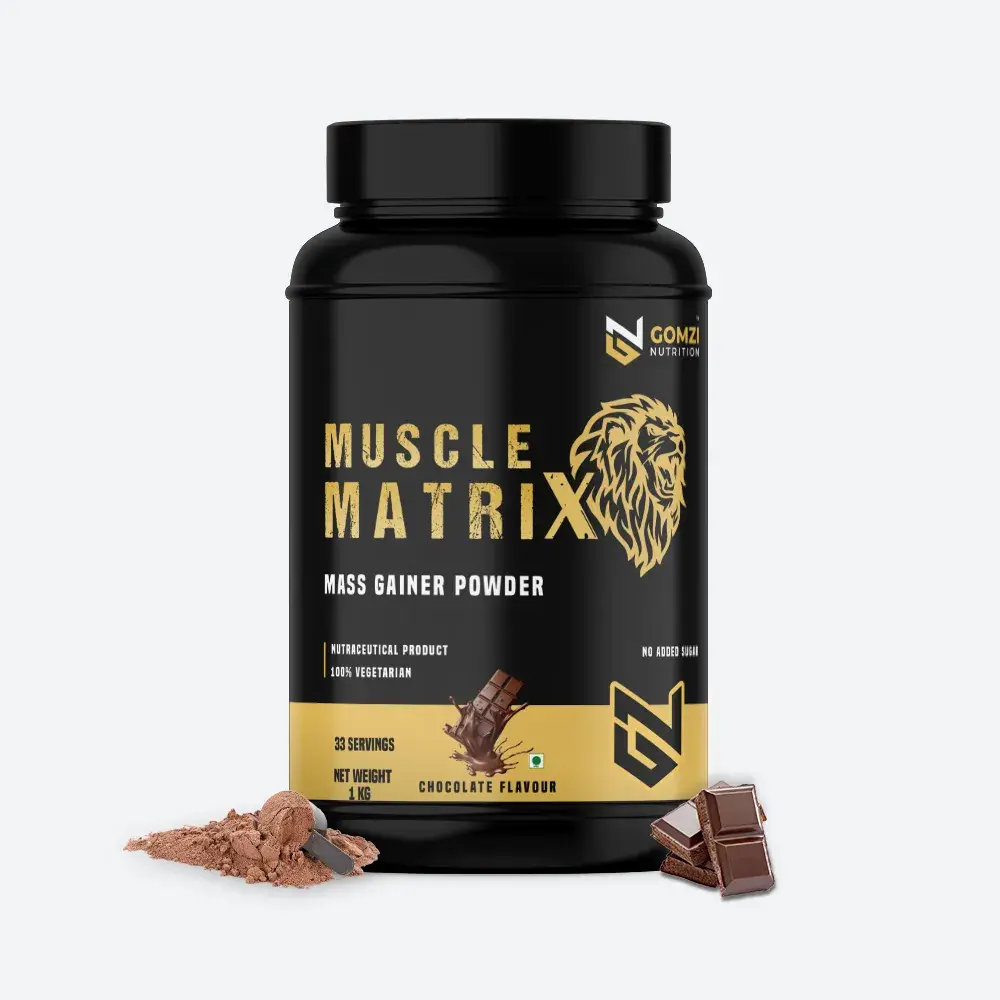 GOMZI
NUTRITION
MUSCLE
MATRIX
MASS GAINER POWDER
NUTRACEUTICAL PRODUCT
100% VEGETARIAN
NO ADDED SUGAR
33 SERVINGS
NET WEIGHT
1 KG
CHOCOLATE FLAVOUR